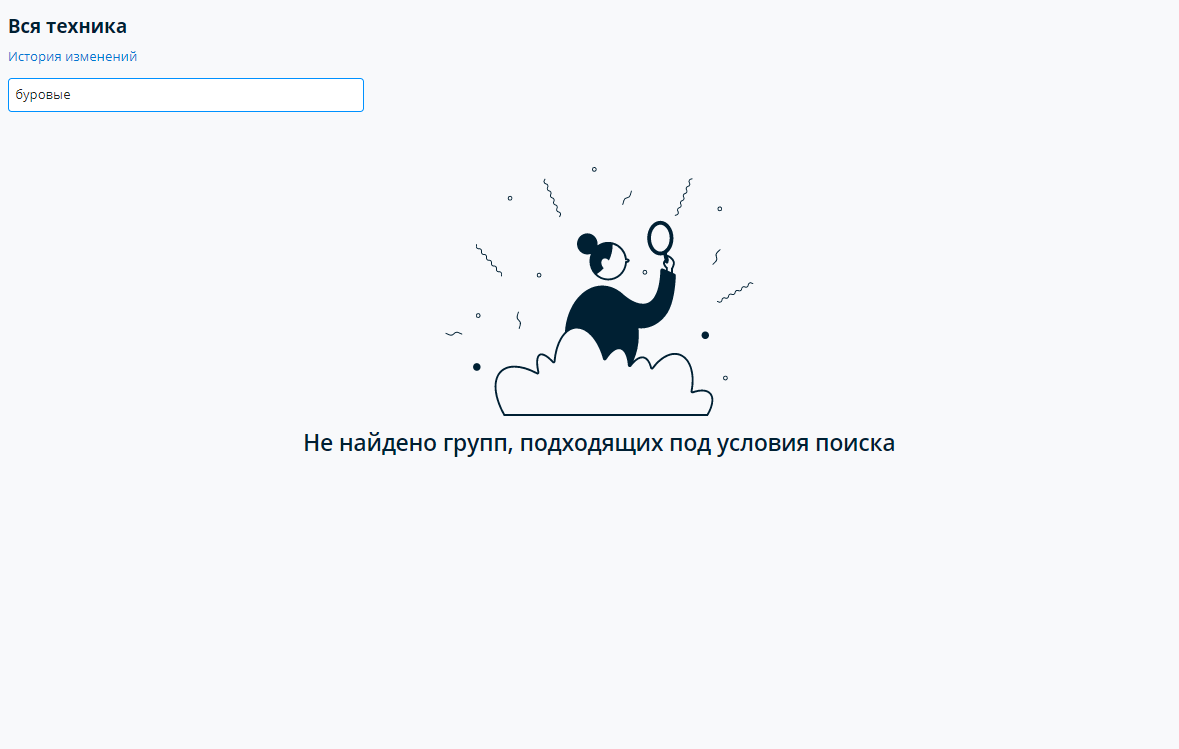 Вся техника
История изменений
буровые
Не найдено групп, подходящих под условия поиска